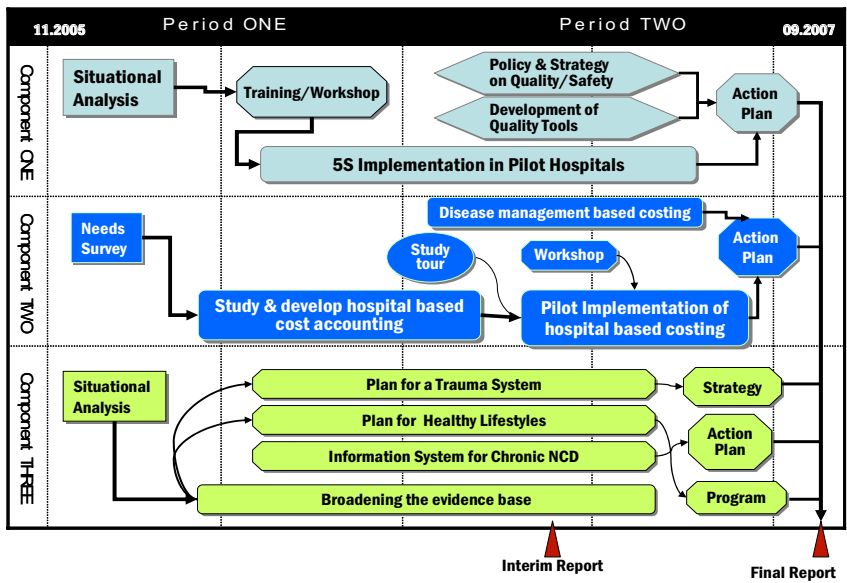 Period ONE
Period TWO
11.2005
09.2007
Component ONE
Situational
Analysis
Training/Workshop
Policy & Strategy
on Quality/Safety
Development of
Quality Tools
Action
Plan
5S Implementation in Pilot Hospitals
Component TWO
Needs
Survey
Disease management based costing
Study
tour
Workshop
Action
Plan
Study & develop hospital based
cost accounting
Pilot Implementation of
hospital based costing
Component THREE
Situational
Analysis
Plan for a Trauma System
Strategy
Plan for Healthy Lifestyles
Action
Plan
Information System for Chronic NCD
Broadening the evidence base
Program
Interim Report
Final Report